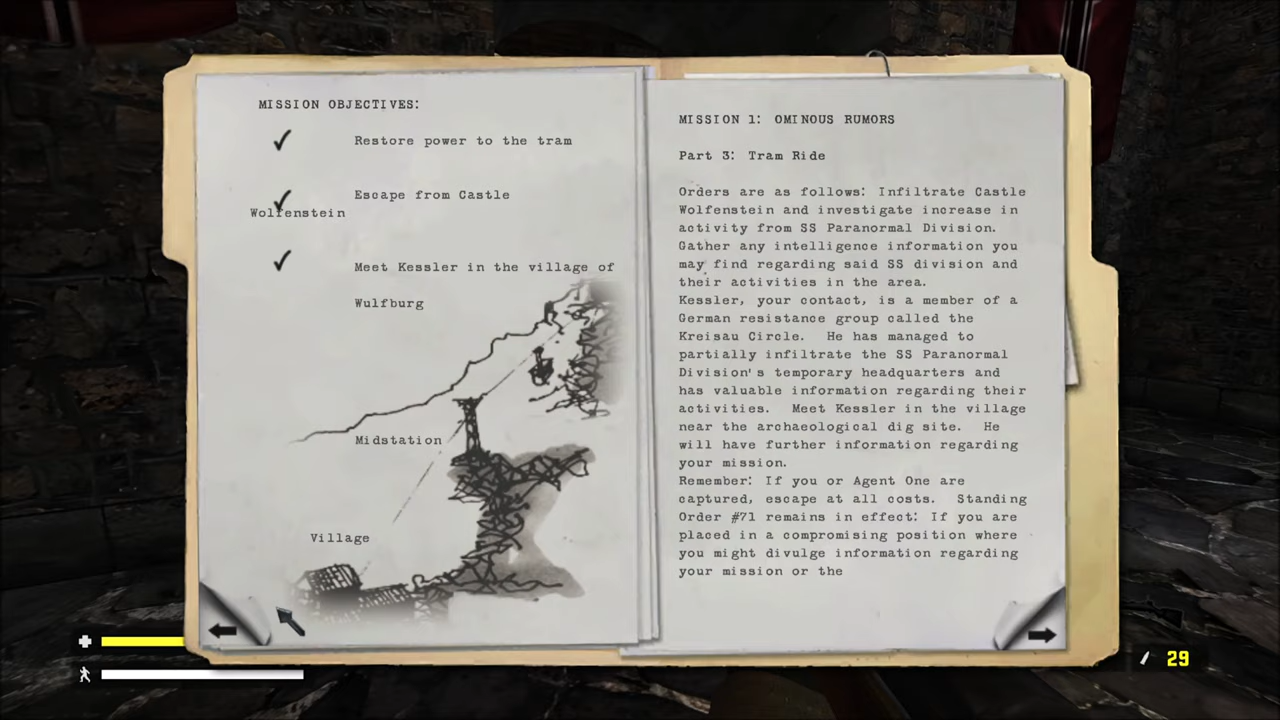 MISSION OBJECTIVES:
Restore power to the tram
Escape from Castle
Wolfenstein
Meet Kessler in the village of
Wulfburg
Midstation
Village
MISSION 1: OMINOUS RUMORS
Part 3: Tram Ride
Orders are as follows: Infiltrate Castle
Wolfenstein and investigate increase in
activity from SS Paranormal Division.
Gather any intelligence information you
may find regarding said SS division and
their activities in the area.
Kessler, your contact, is a member of a
German resistance group called the
Kreisau Circle. He has managed to
partially infiltrate the SS Paranormal
Division's temporary headquarters and
has valuable information regarding their
activities. Meet Kessler in the village
near the archaeological dig site. He
will have further information regarding
your mission.
Remember: If you or Agent One are
captured, escape at all costs. Standing
Order #71 remains in effect: If you are
placed in a compromising position where
you might divulge information regarding
your mission or the
29